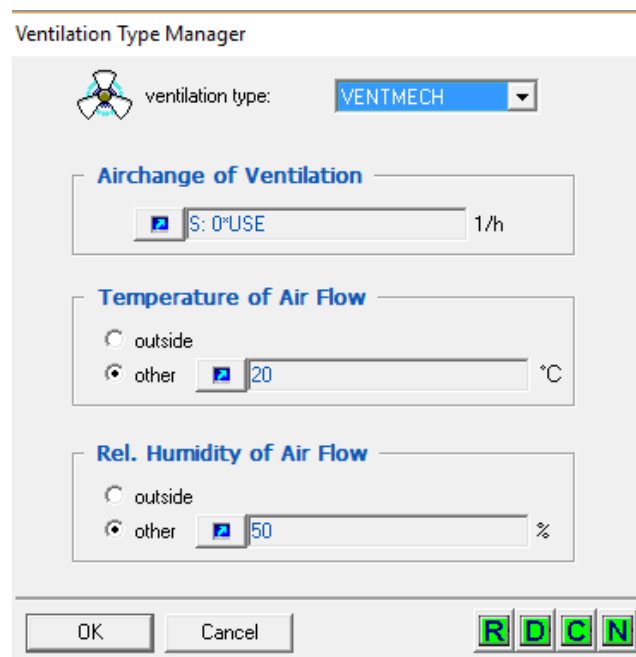 Ventilation Type Manager
ventilation type: VENTMECH
Airchange of Ventilation
S: 0*USE 1/h
Temperature of Air Flow
outside
other 20 °C
Rel. Humidity of Air Flow
outside
other 50 %
OK Cancel R D C N